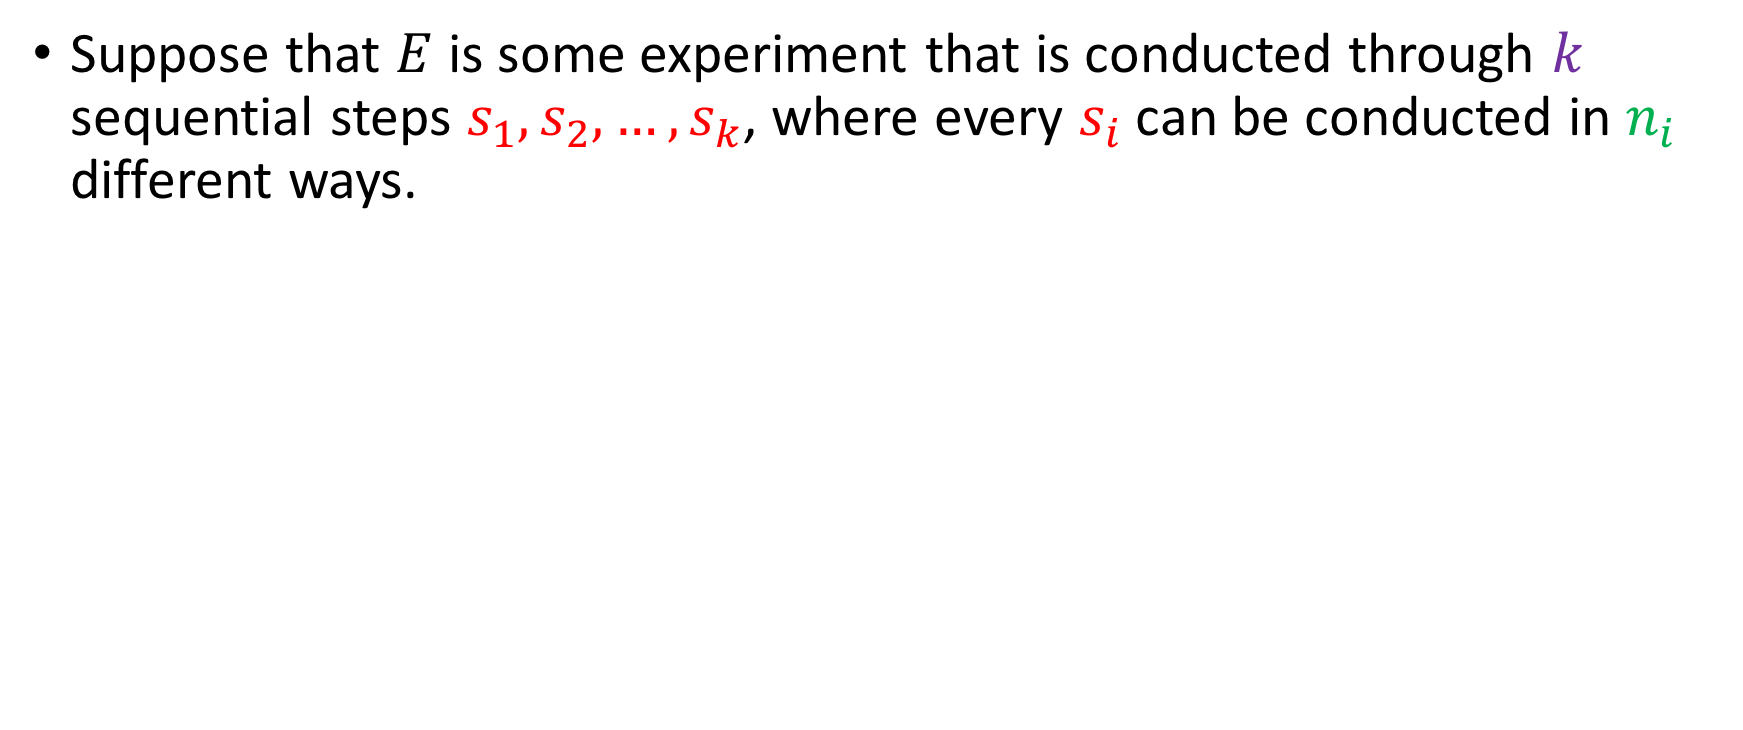 • Suppose that 𝐸 is some experiment that is conducted through 𝑘
sequential steps 𝑠₁, 𝑠₂, … , 𝑠ₖ, where every 𝑠ᵢ can be conducted in 𝑛ᵢ
different ways.